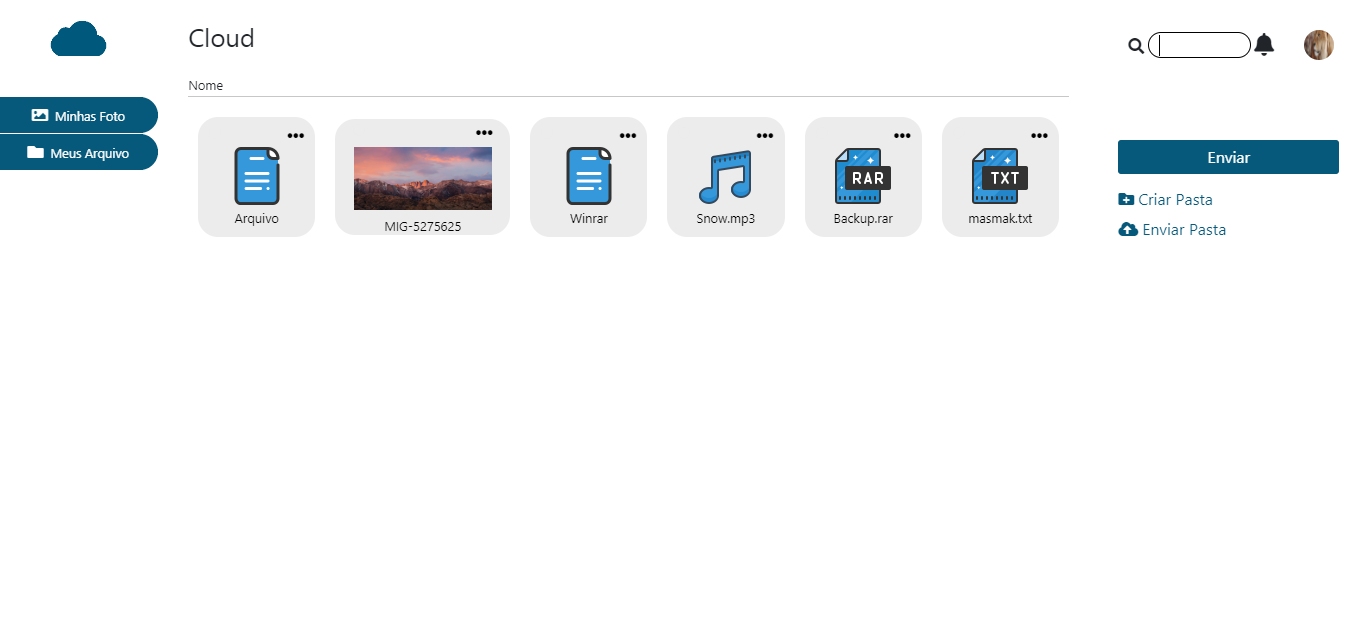 Cloud
Nome
Minhas Foto
Meus Arquivo
Arquivo
MIG-5275625
Winrar
Snow.mp3
RAR
Backup.rar
TXT
masmak.txt
Enviar
Criar Pasta
Enviar Pasta